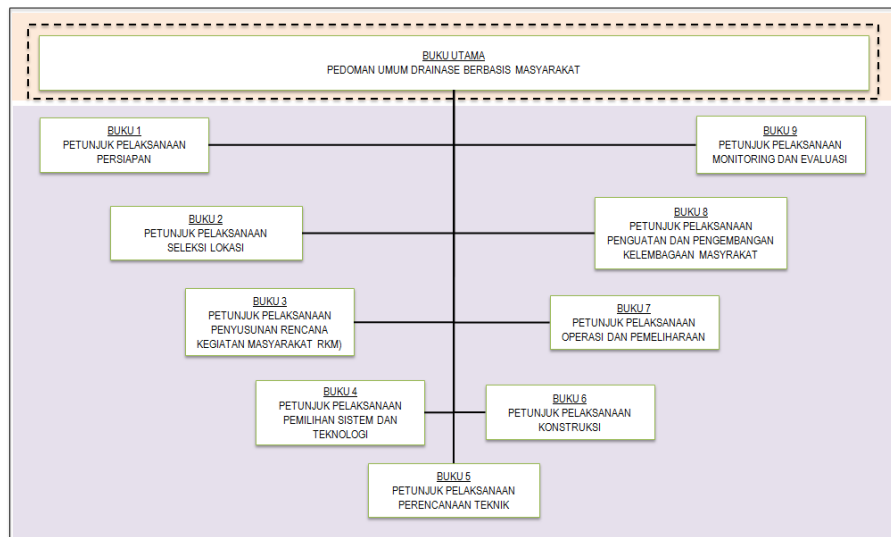 BUKU UTAMA
PEDOMAN UMUM DRAINASE BERBASIS MASYARAKAT
BUKU 1
PETUNJUK PELAKSANAAN
PERSIAPAN
BUKU 9
PETUNJUK PELAKSANAAN
MONITORING DAN EVALUASI
BUKU 2
PETUNJUK PELAKSANAAN
SELEKSI LOKASI
BUKU 8
PETUNJUK PELAKSANAAN
PENGUATAN DAN PENGEMBANGAN
KELEMBAGAAN MASYRAKAT
BUKU 3
PETUNJUK PELAKSANAAN
PENYUSUNAN RENCANA
KEGIATAN MASYARAKAT RKM)
BUKU 7
PETUNJUK PELAKSANAAN
OPERASI DAN PEMELIHARAAN
BUKU 4
PETUNJUK PELAKSANAAN
PEMILIHAN SISTEM DAN
TEKNOLOGI
BUKU 6
PETUNJUK PELAKSANAAN
KONSTRUKSI
BUKU 5
PETUNJUK PELAKSANAAN
PERENCANAAN TEKNIK